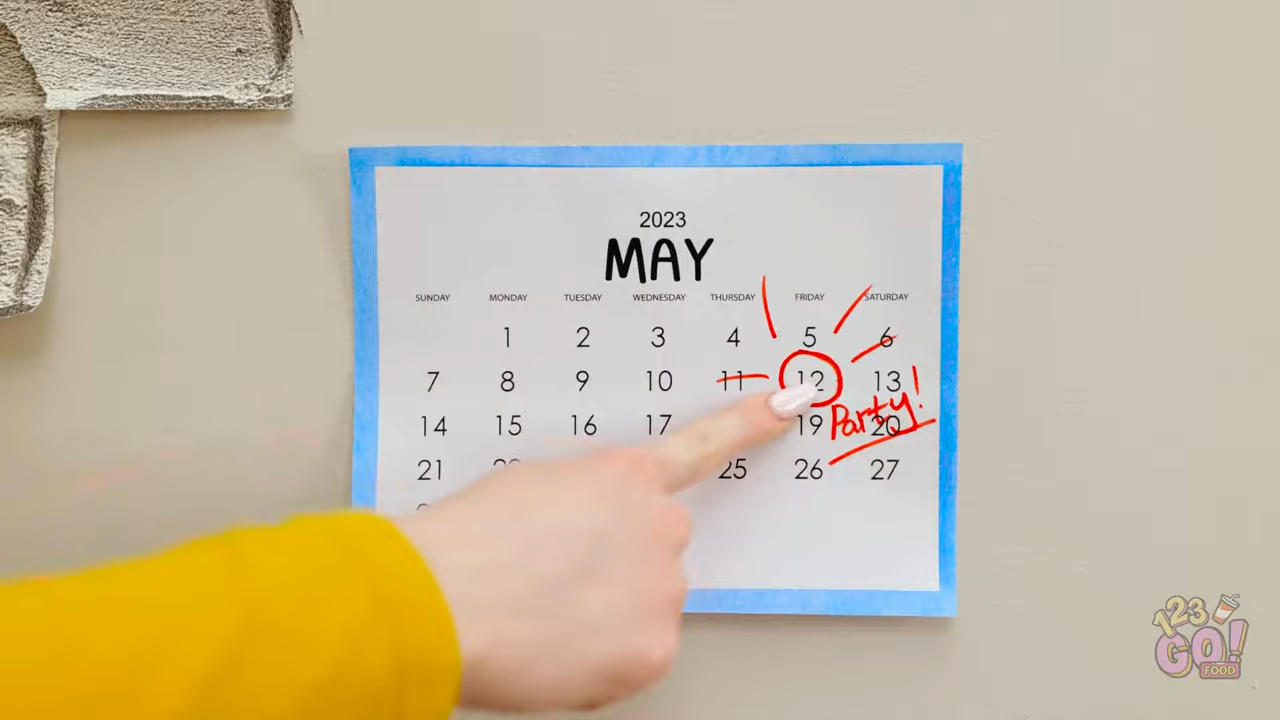 2023
MAY
SUNDAY MONDAY TUESDAY WEDNESDAY THURSDAY FRIDAY SATURDAY
1 2 3 4 5 6
7 8 9 10 11 12 13
Party!
14 15 16 17 19 20
21 25 26 27
123
GO!
FOOD